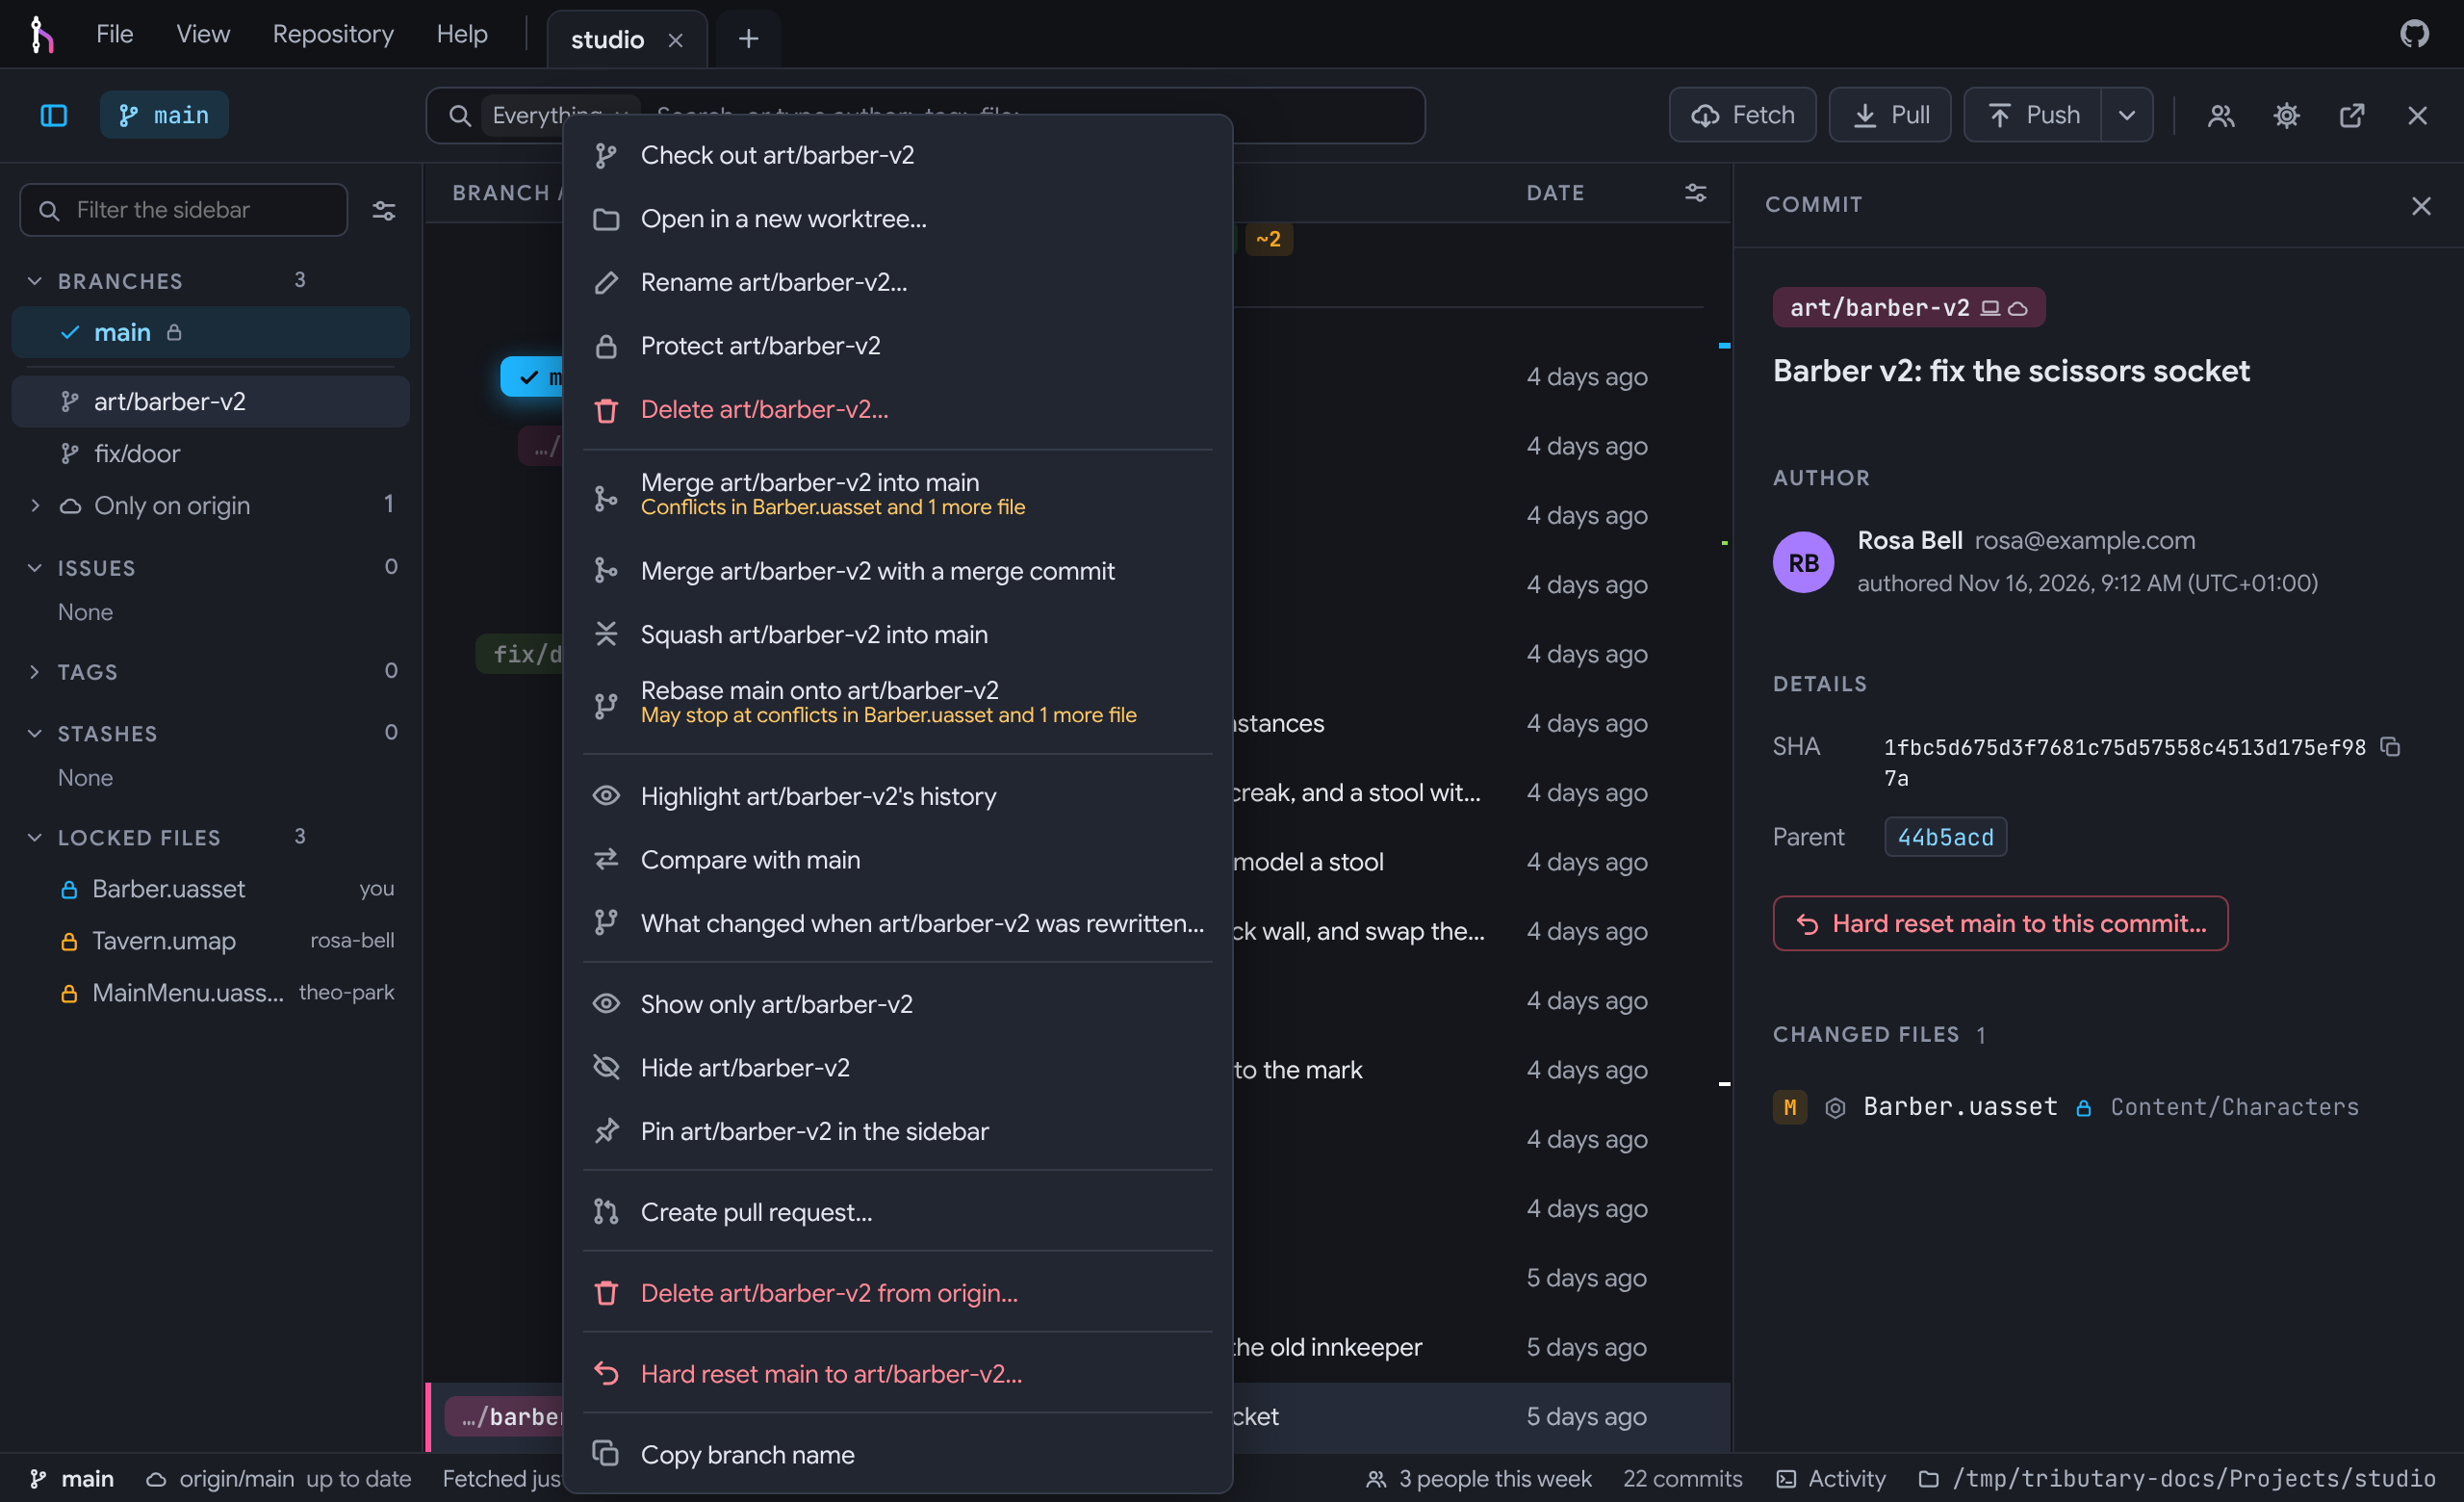 File View Repository Help studio
main
Everything
Fetch Pull Push
Filter the sidebar
BRANCHES 3
main
art/barber-v2
fix/door
Only on origin 1
ISSUES 0
None
TAGS 0
STASHES 0
None
LOCKED FILES 3
Barber.uasset you
Tavern.umap rosa-bell
MainMenu.uass... theo-park
BRANCH /
DATE
~2
4 days ago
…/
4 days ago
4 days ago
4 days ago
fix/d
4 days ago
stances 4 days ago
creak, and a stool wit... 4 days ago
model a stool 4 days ago
ck wall, and swap the... 4 days ago
4 days ago
to the mark 4 days ago
4 days ago
4 days ago
5 days ago
the old innkeeper 5 days ago
…/barber
cket 5 days ago
Check out art/barber-v2
Open in a new worktree...
Rename art/barber-v2...
Protect art/barber-v2
Delete art/barber-v2...
Merge art/barber-v2 into main
Conflicts in Barber.uasset and 1 more file
Merge art/barber-v2 with a merge commit
Squash art/barber-v2 into main
Rebase main onto art/barber-v2
May stop at conflicts in Barber.uasset and 1 more file
Highlight art/barber-v2's history
Compare with main
What changed when art/barber-v2 was rewritten...
Show only art/barber-v2
Hide art/barber-v2
Pin art/barber-v2 in the sidebar
Create pull request...
Delete art/barber-v2 from origin...
Hard reset main to art/barber-v2...
Copy branch name
COMMIT
art/barber-v2
Barber v2: fix the scissors socket
AUTHOR
RB
Rosa Bell rosa@example.com
authored Nov 16, 2026, 9:12 AM (UTC+01:00)
DETAILS
SHA 1fbc5d675d3f7681c75d57558c4513d175ef98
7a
Parent 44b5acd
Hard reset main to this commit...
CHANGED FILES 1
M Barber.uasset Content/Characters
main origin/main up to date Fetched jus
3 people this week 22 commits Activity /tmp/tributary-docs/Projects/studio